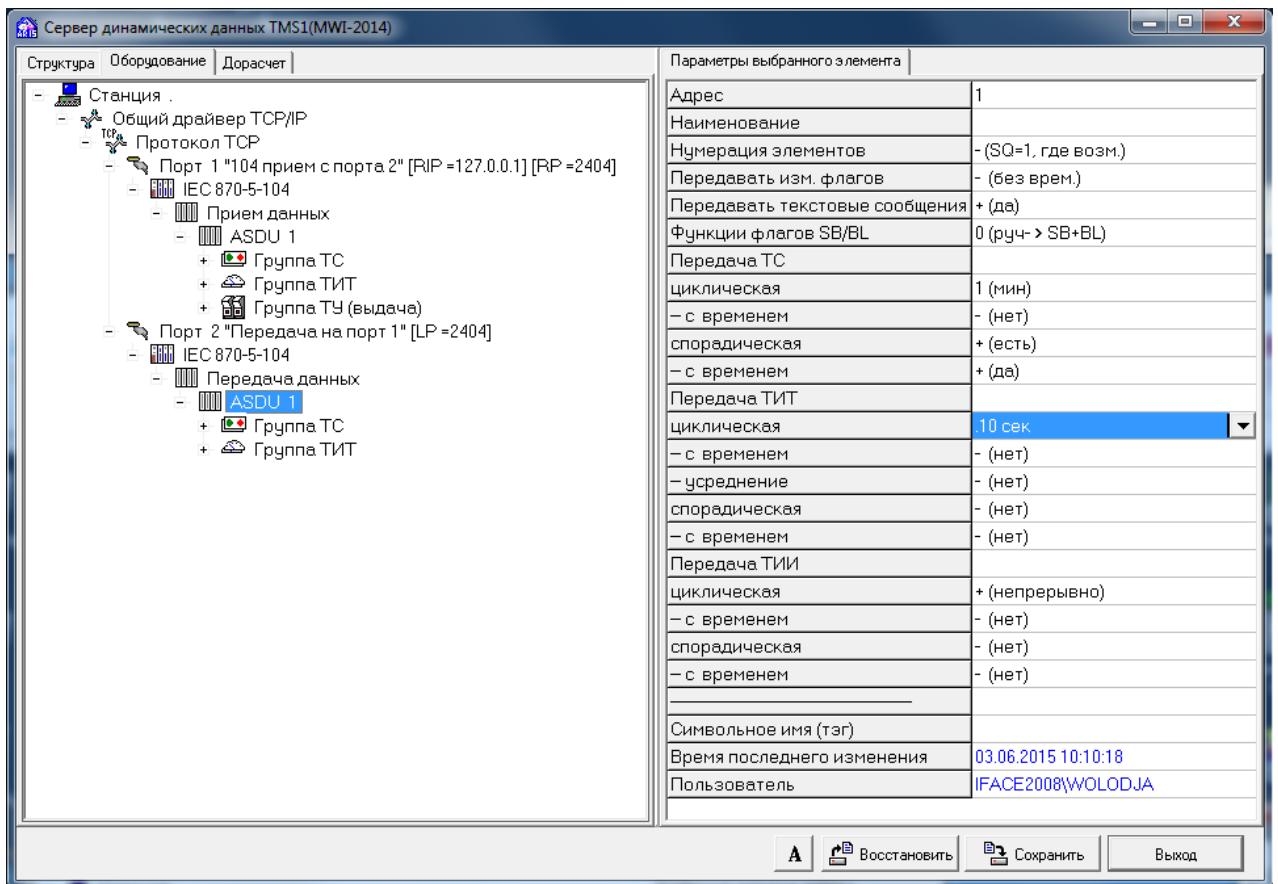 Сервер динамических данных TMS1(MWI-2014)
Структура Оборудование Дорасчет
Станция .
Общий драйвер TCP/IP
TCP Протокол TCP
Порт 1 "104 прием с порта 2" [RIP =127.0.0.1] [RP =2404]
IEC 870-5-104
Прием данных
ASDU 1
Группа ТС
Группа ТИТ
Группа ТУ (выдача)
Порт 2 "Передача на порт 1" [LP =2404]
IEC 870-5-104
Передача данных
ASDU 1
Группа ТС
Группа ТИТ
Параметры выбранного элемента
Адрес 1
Наименование
Нумерация элементов - (SQ=1, где возм.)
Передавать изм. флагов - (без врем.)
Передавать текстовые сообщения + (да)
Функции флагов SB/BL 0 (руч-> SB+BL)
Передача ТС
циклическая 1 (мин)
– с временем - (нет)
спорадическая + (есть)
– с временем + (да)
Передача ТИТ
циклическая .10 сек
– с временем - (нет)
– усреднение - (нет)
спорадическая - (нет)
– с временем - (нет)
Передача ТИИ
циклическая + (непрерывно)
– с временем - (нет)
спорадическая - (нет)
– с временем - (нет)
Символьное имя (тэг)
Время последнего изменения 03.06.2015 10:10:18
Пользователь IFACE2008\WOLODJA
A Восстановить Сохранить Выход